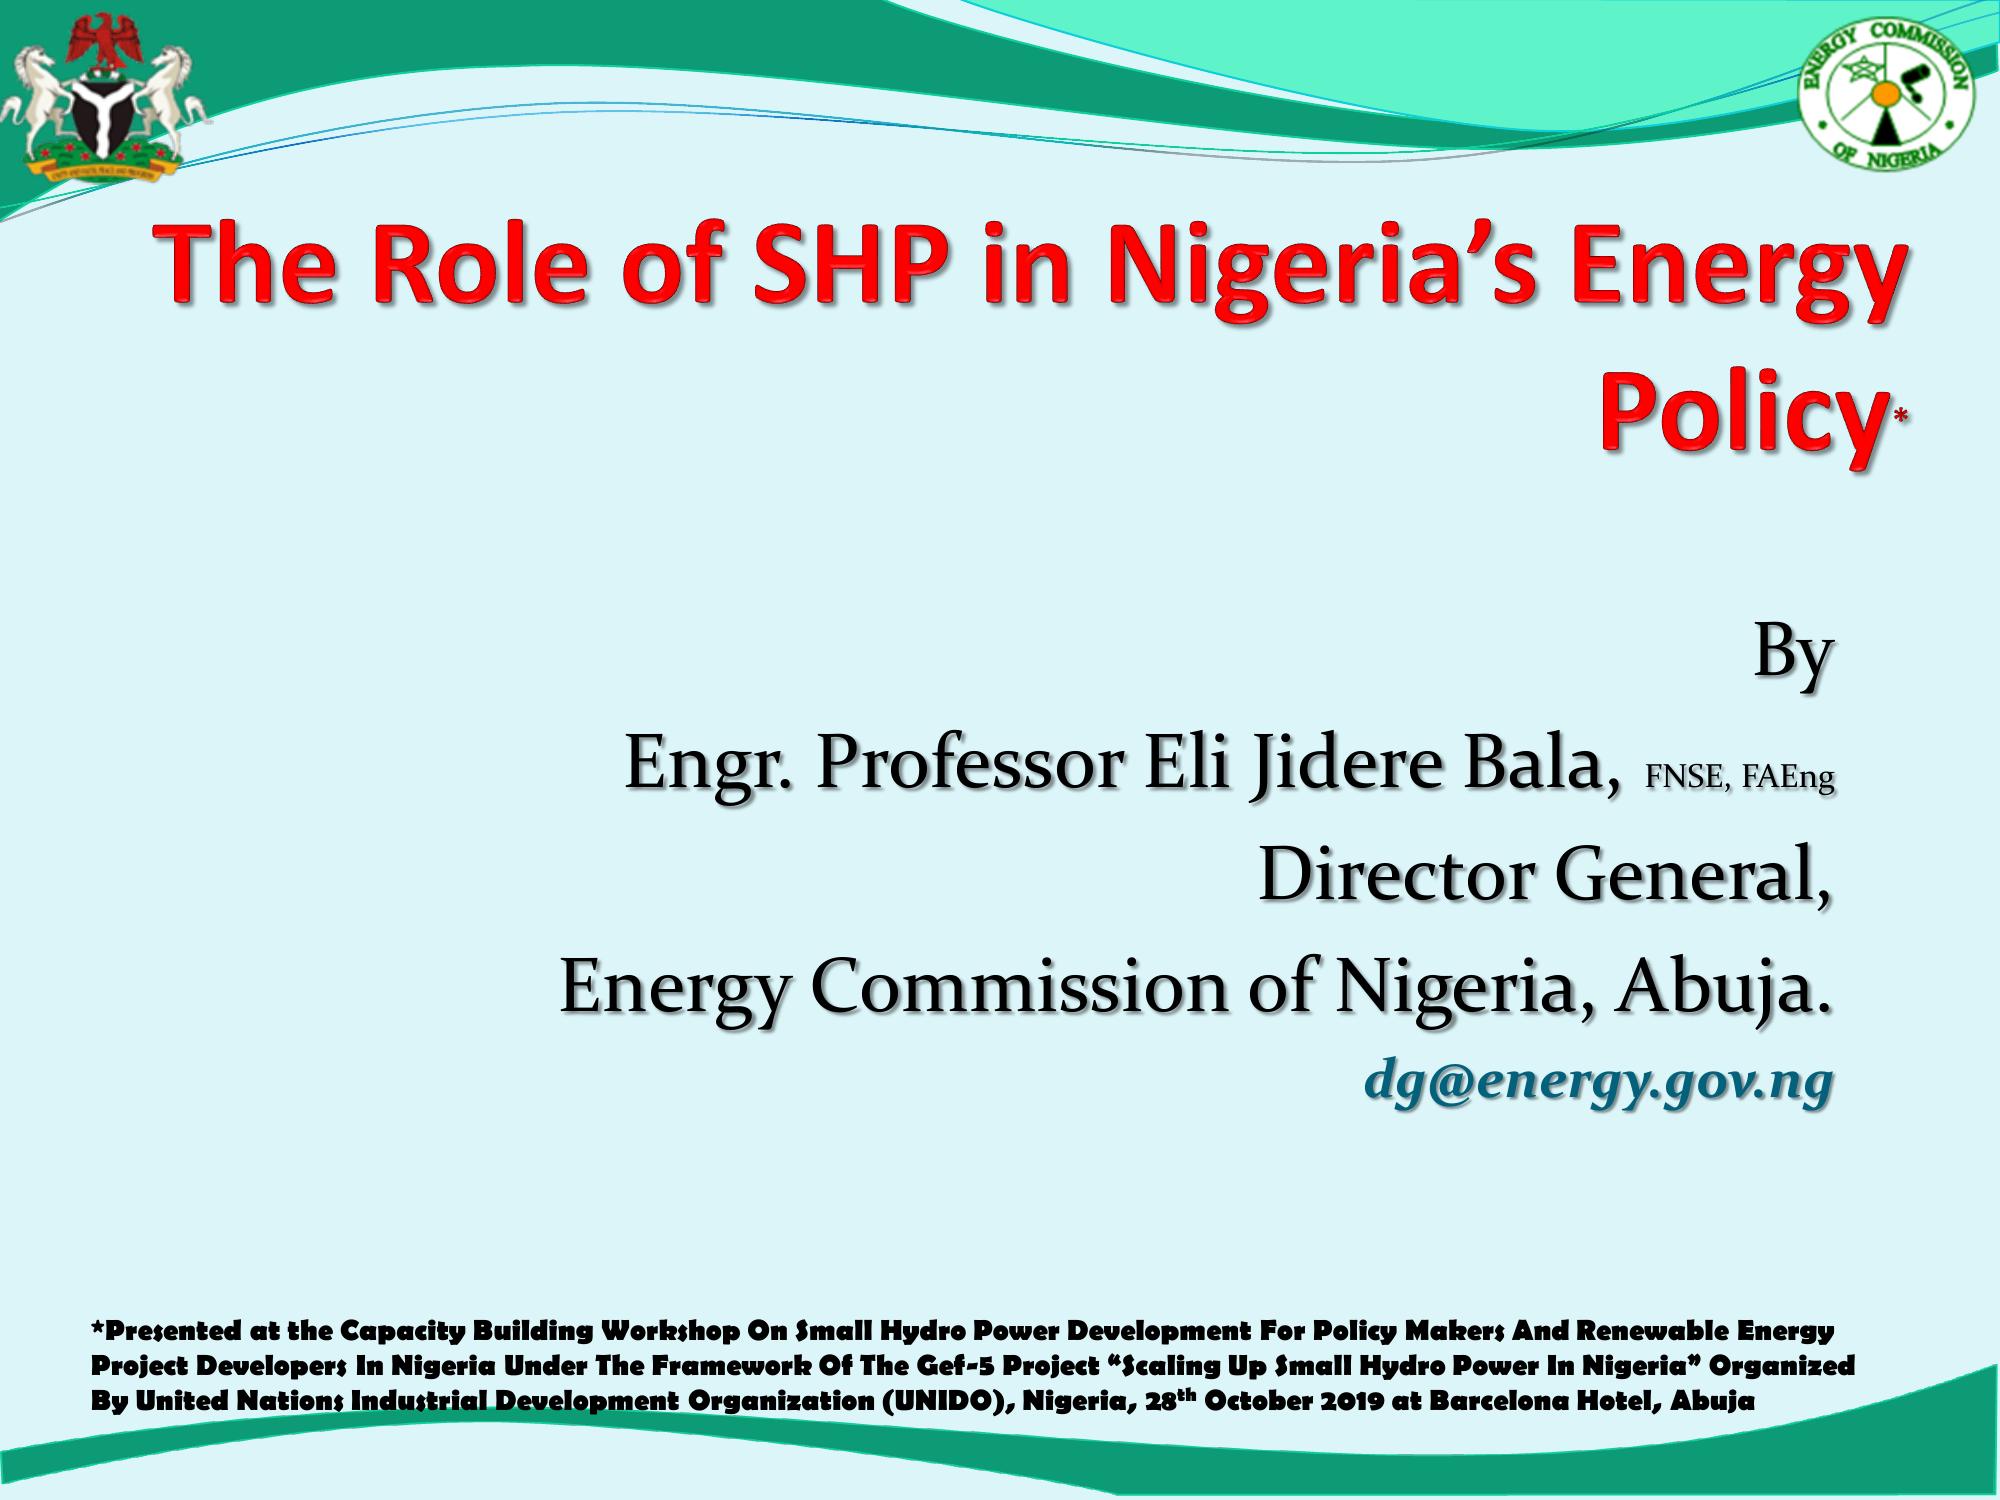 ENERGY COMMISSION
OF NIGERIA
The Role of SHP in Nigeria’s Energy
Policy*
By
Engr. Professor Eli Jidere Bala, FNSE, FAEng
Director General,
Energy Commission of Nigeria, Abuja.
dg@energy.gov.ng
*Presented at the Capacity Building Workshop On Small Hydro Power Development For Policy Makers And Renewable Energy
Project Developers In Nigeria Under The Framework Of The Gef-5 Project “Scaling Up Small Hydro Power In Nigeria” Organized
By United Nations Industrial Development Organization (UNIDO), Nigeria, 28th October 2019 at Barcelona Hotel, Abuja